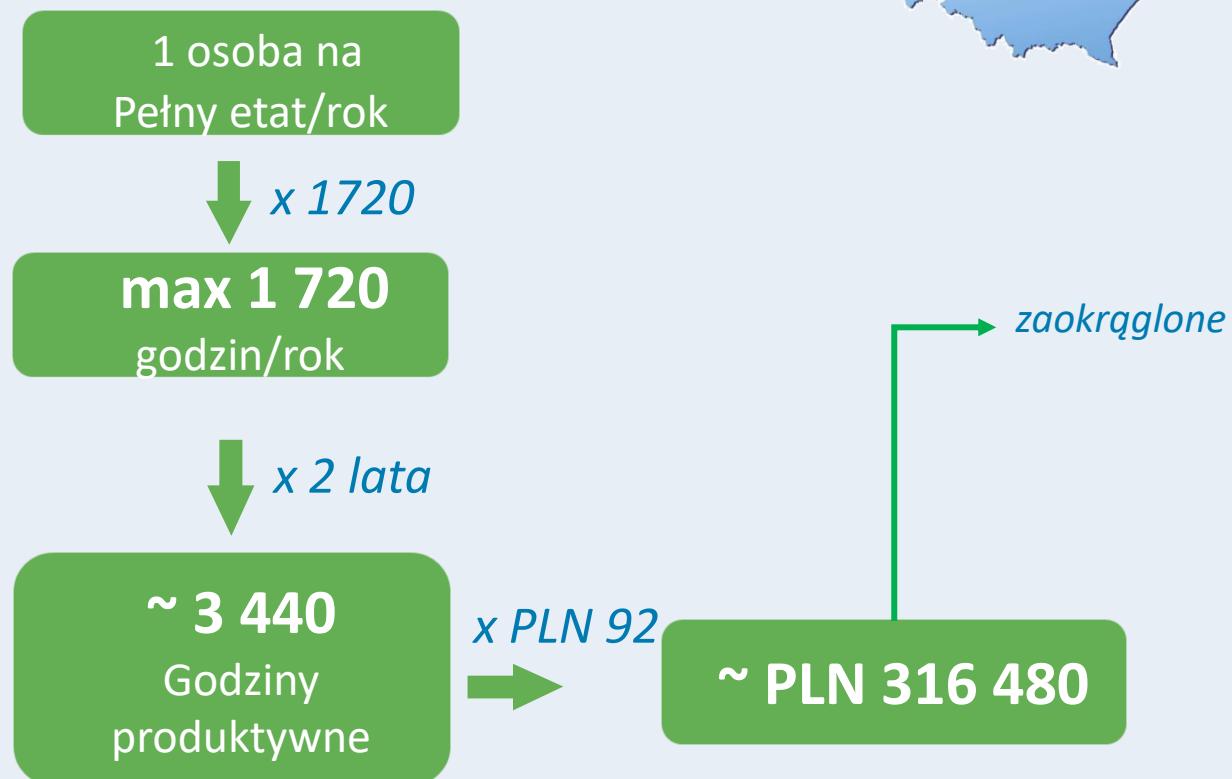 1 osoba na
Pełny etat/rok
x 1720
max 1 720
godzin/rok
zaokrąglone
x 2 lata
~ 3 440
Godziny
produktywne
x PLN 92
~ PLN 316 480